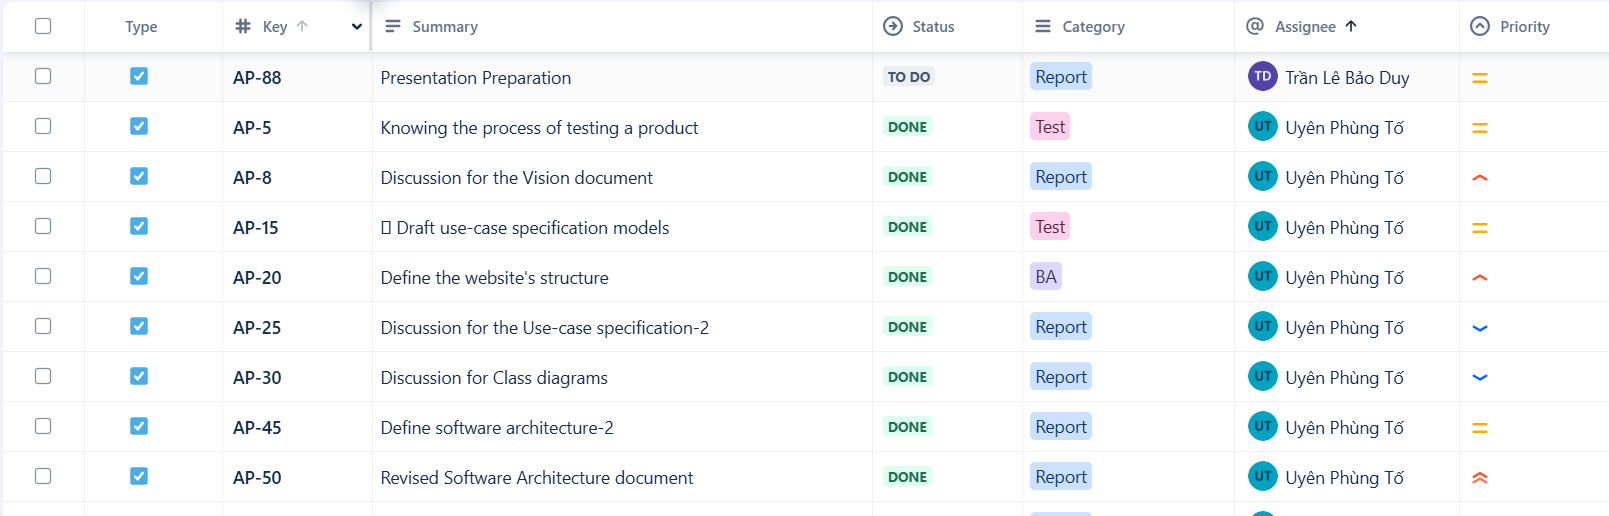 Type Key Summary Status Category Assignee Priority
AP-88 Presentation Preparation TO DO Report TD Trần Lê Bảo Duy
AP-5 Knowing the process of testing a product DONE Test UT Uyên Phùng Tố
AP-8 Discussion for the Vision document DONE Report UT Uyên Phùng Tố
AP-15 Draft use-case specification models DONE Test UT Uyên Phùng Tố
AP-20 Define the website's structure DONE BA UT Uyên Phùng Tố
AP-25 Discussion for the Use-case specification-2 DONE Report UT Uyên Phùng Tố
AP-30 Discussion for Class diagrams DONE Report UT Uyên Phùng Tố
AP-45 Define software architecture-2 DONE Report UT Uyên Phùng Tố
AP-50 Revised Software Architecture document DONE Report UT Uyên Phùng Tố